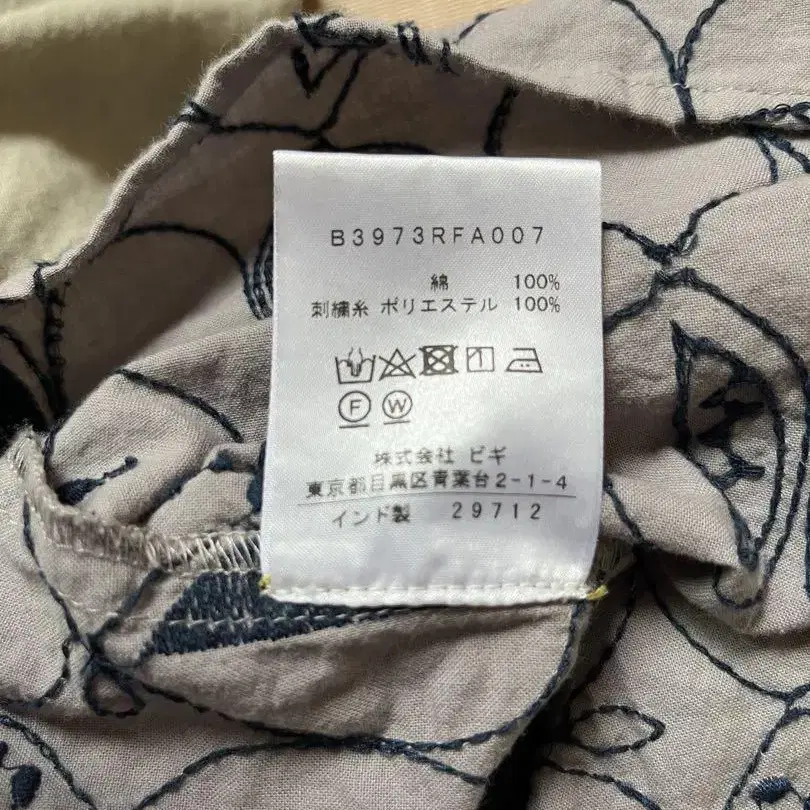 B3973RFA007
綿 100%
刺繍糸 ポリエステル 100%
F W
株式会社 ビギ
東京都目黒区青葉台2-1-4
インド製 29712